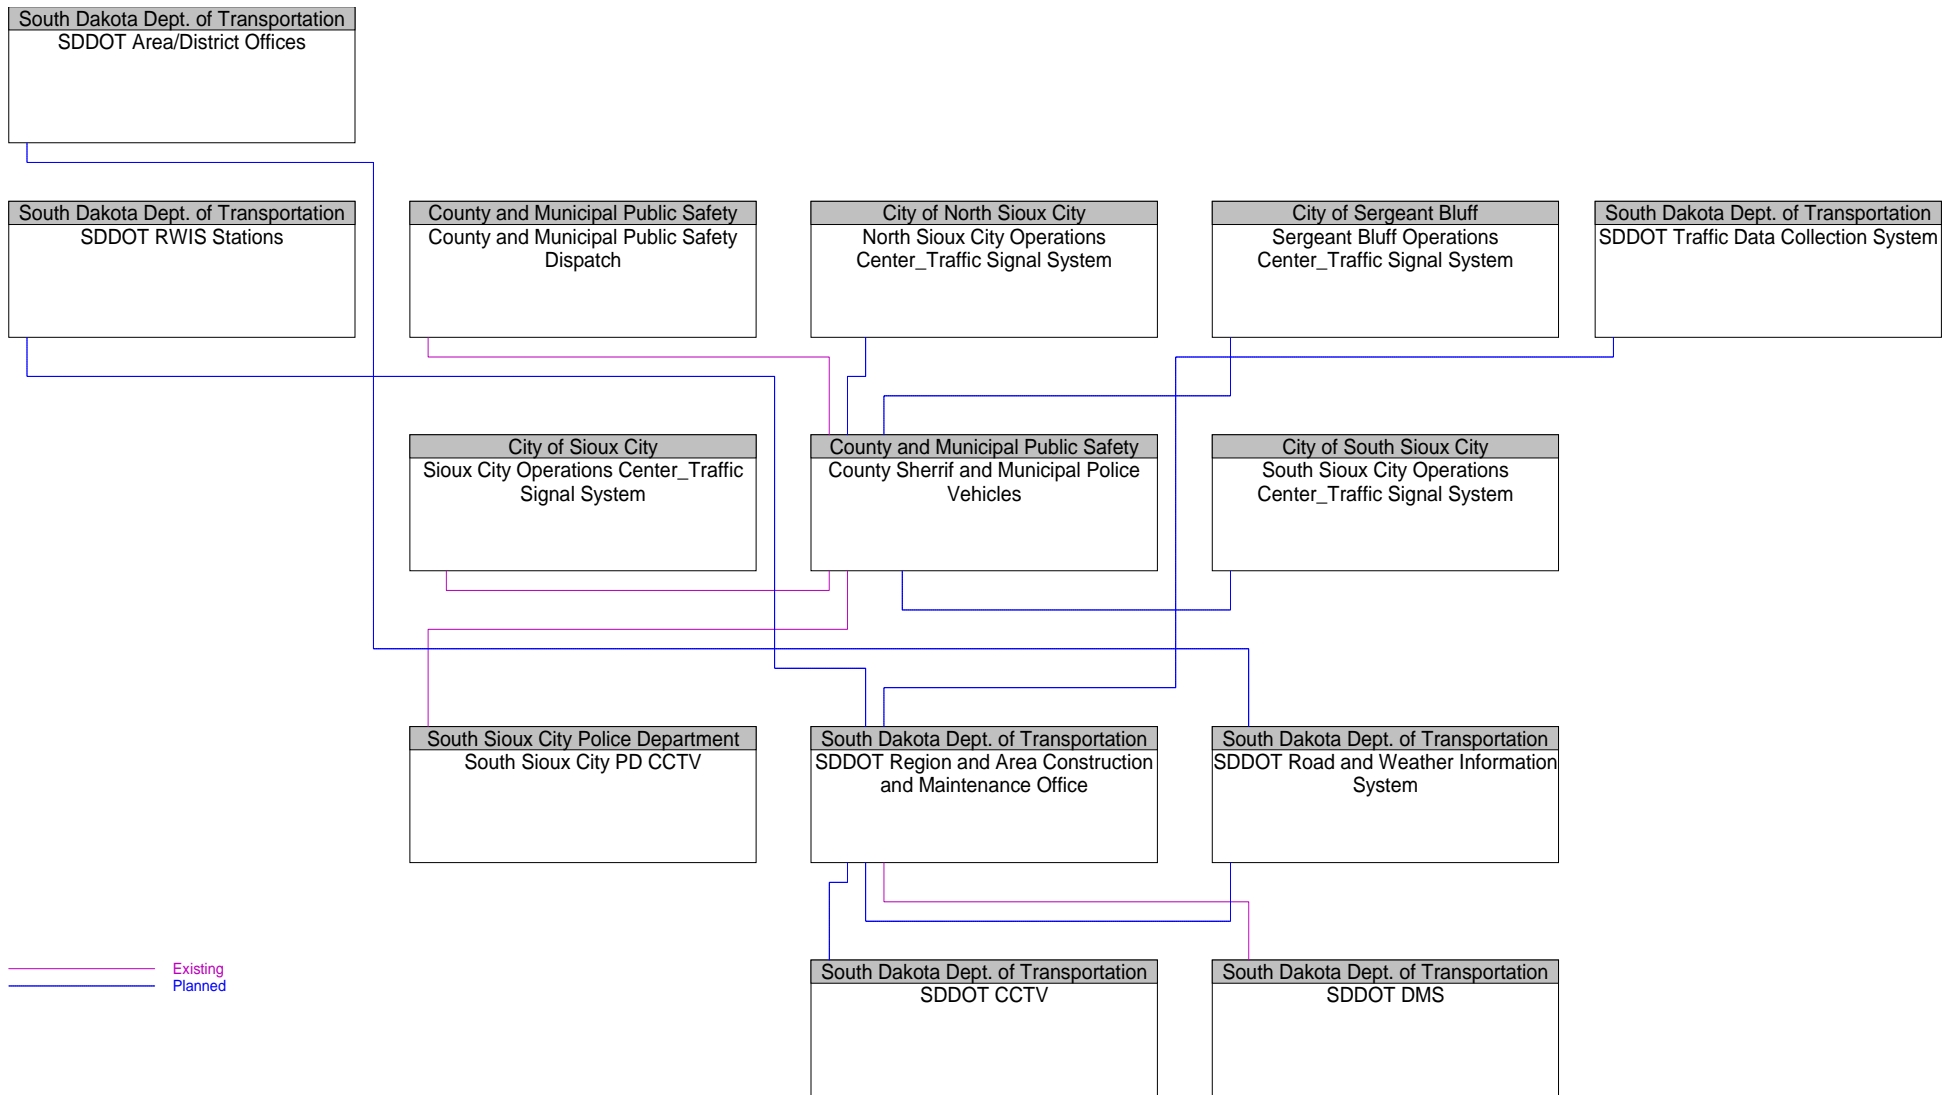 South Dakota Dept. of Transportation
SDDOT Area/District Offices
South Dakota Dept. of Transportation
SDDOT RWIS Stations
County and Municipal Public Safety
County and Municipal Public Safety
Dispatch
City of North Sioux City
North Sioux City Operations
Center_Traffic Signal System
City of Sergeant Bluff
Sergeant Bluff Operations
Center_Traffic Signal System
South Dakota Dept. of Transportation
SDDOT Traffic Data Collection System
City of Sioux City
Sioux City Operations Center_Traffic
Signal System
County and Municipal Public Safety
County Sherrif and Municipal Police
Vehicles
City of South Sioux City
South Sioux City Operations
Center_Traffic Signal System
South Sioux City Police Department
South Sioux City PD CCTV
South Dakota Dept. of Transportation
SDDOT Region and Area Construction
and Maintenance Office
South Dakota Dept. of Transportation
SDDOT Road and Weather Information
System
Existing
Planned
South Dakota Dept. of Transportation
SDDOT CCTV
South Dakota Dept. of Transportation
SDDOT DMS